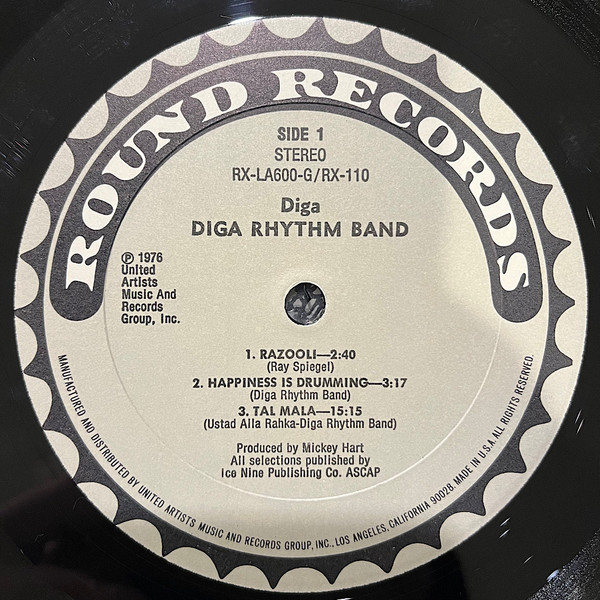 ROUND RECORDS
SIDE 1
STEREO
RX-LA600-G/RX-110
Diga
DIGA RHYTHM BAND
℗ 1976
United
Artists
Music And
Records
Group, Inc.
1. RAZOOLI—2:40
(Ray Spiegel)
2. HAPPINESS IS DRUMMING—3:17
(Diga Rhythm Band)
3. TAL MALA—15:15
(Ustad Alla Rahka-Diga Rhythm Band)
Produced by Mickey Hart
All selections published by
Ice Nine Publishing Co. ASCAP
MANUFACTURED AND DISTRIBUTED BY UNITED ARTISTS MUSIC AND RECORDS GROUP, INC., LOS ANGELES, CALIFORNIA 90028. MADE IN U.S.A. ALL RIGHTS RESERVED.